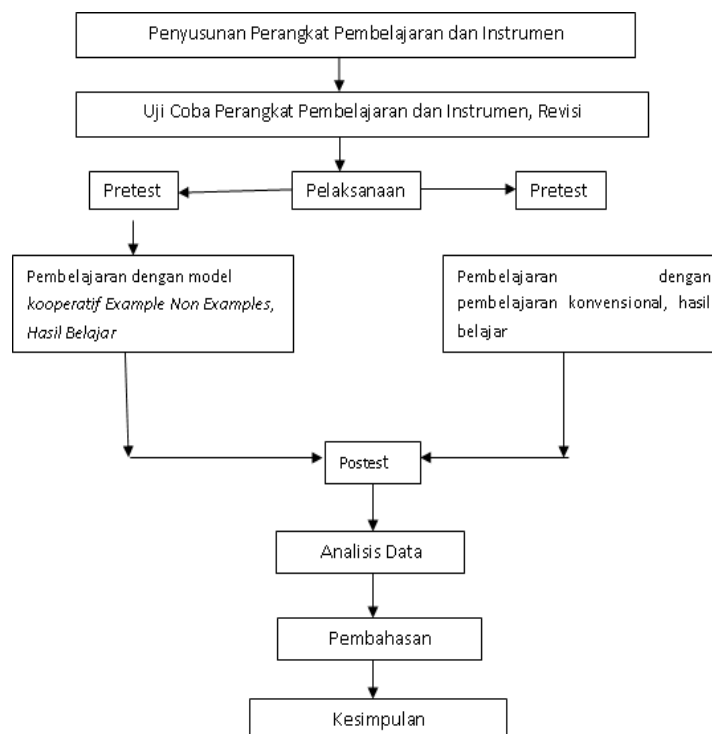 Penyusunan Perangkat Pembelajaran dan Instrumen
Uji Coba Perangkat Pembelajaran dan Instrumen, Revisi
Pretest
Pelaksanaan
Pretest
Pembelajaran dengan model
kooperatif Example Non Examples,
Hasil Belajar
Pembelajaran dengan
pembelajaran konvensional, hasil
belajar
Postest
Analisis Data
Pembahasan
Kesimpulan